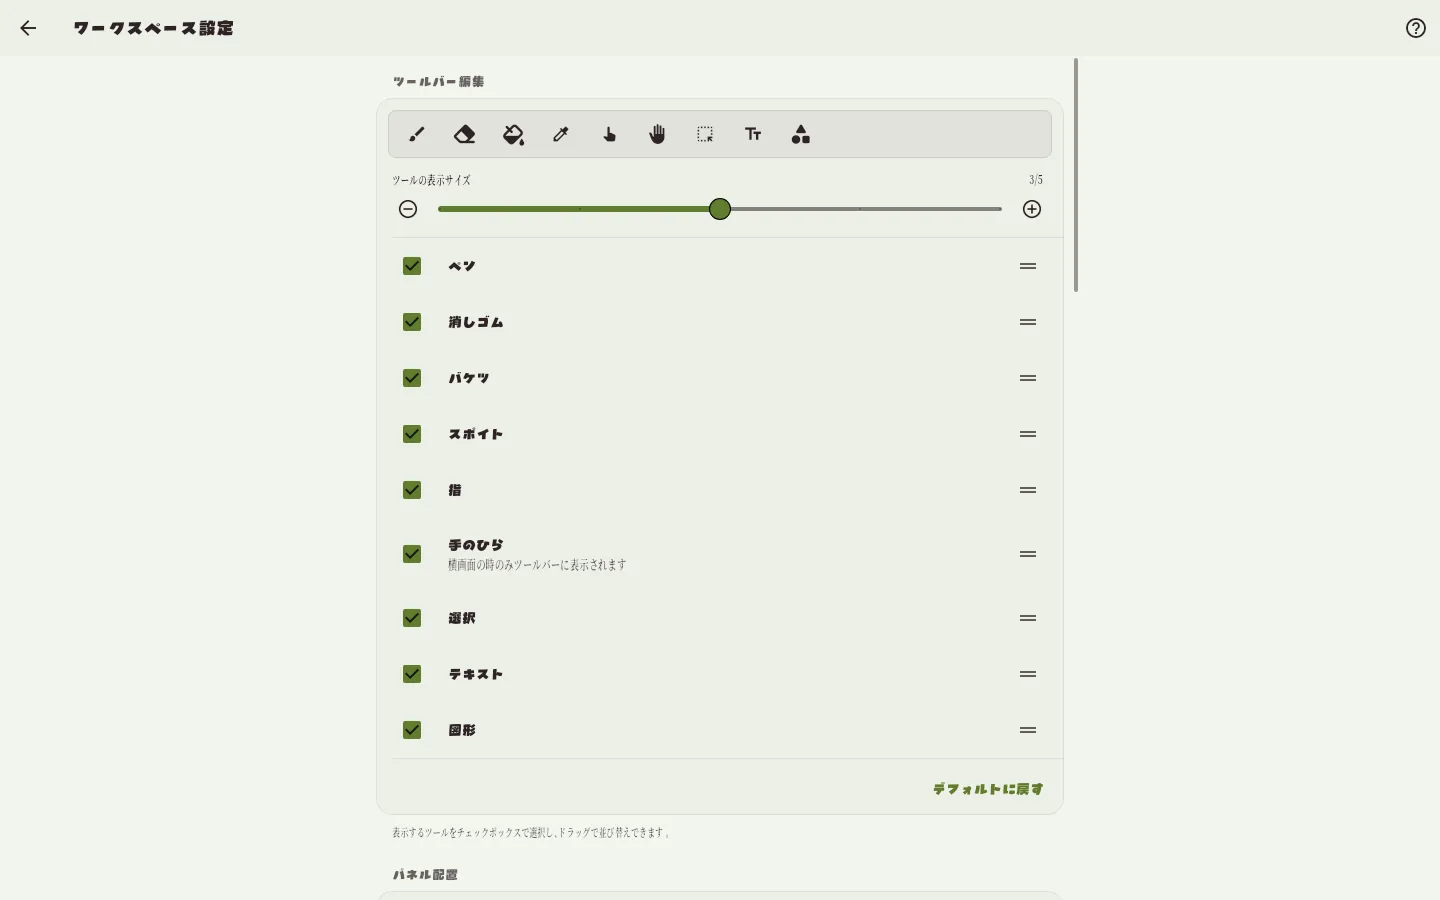 ワークスペース設定
ツールバー編集
Tт
ツールの表示サイズ
3/5
ペン
消しゴム
バケツ
スポイト
指
手のひら
横画面の時のみツールバーに表示されます
選択
テキスト
図形
デフォルトに戻す
表示するツールをチェックボックスで選択し、ドラッグで並び替えできます。
パネル配置